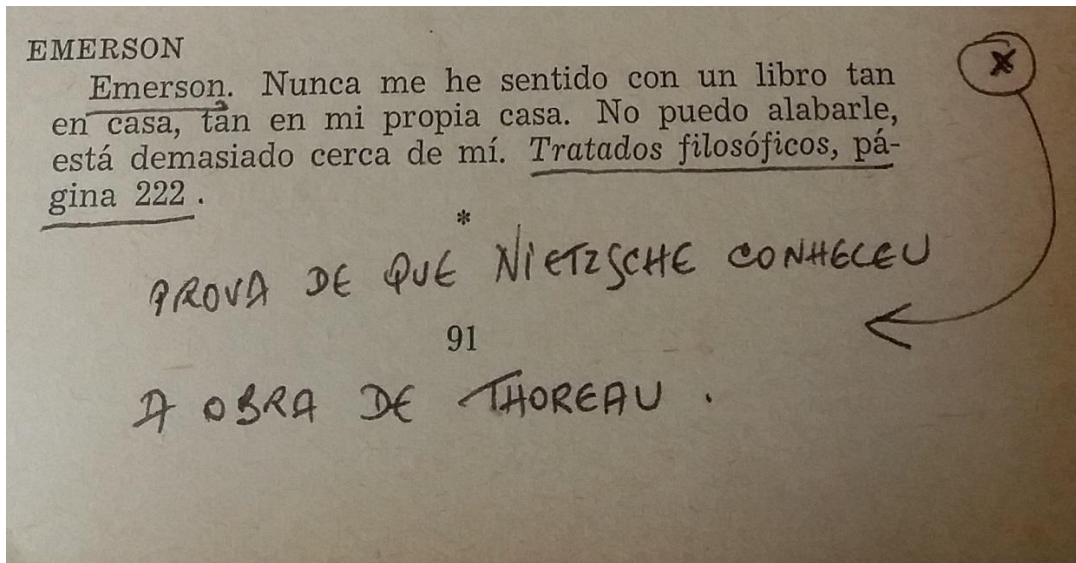 EMERSON
Emerson. Nunca me he sentido con un libro tan
en casa, tan en mi propia casa. No puedo alabarle,
está demasiado cerca de mí. Tratados filosóficos, pá-
gina 222.
*
PROVA DE QUE NIETZSCHE CONHECEU
91
A OBRA DE THOREAU.